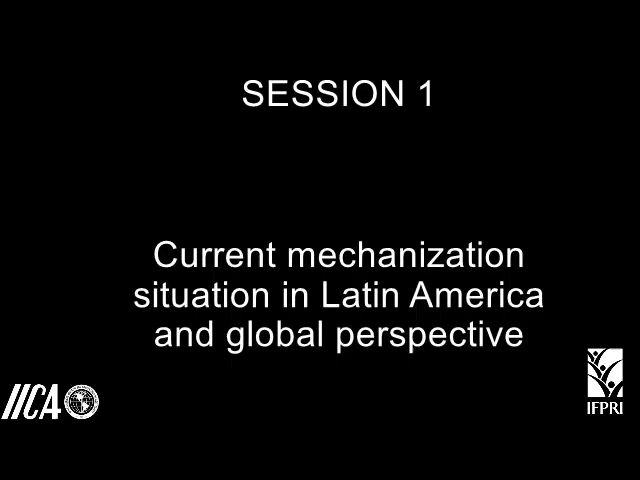 SESSION 1
Current mechanization
situation in Latin America
and global perspective
IICA
IFPRI